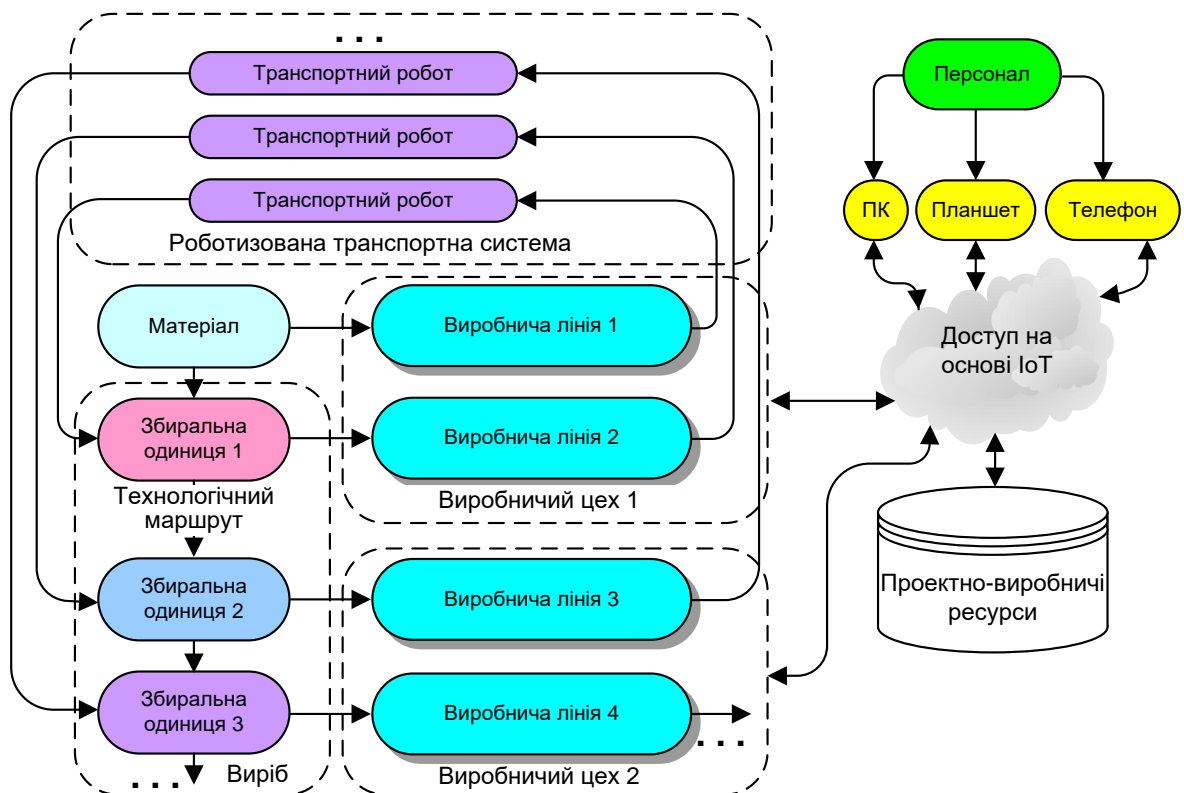 . . .
Транспортний робот
Транспортний робот
Транспортний робот
Роботизована транспортна система
Персонал
ПК
Планшет
Телефон
Матеріал
Виробнича лінія 1
Доступ на
основі IoT
Збиральна
одиниця 1
Виробнича лінія 2
Технологічний
маршрут
Виробничий цех 1
Збиральна
одиниця 2
Виробнича лінія 3
Проектно-виробничі
ресурси
Збиральна
одиниця 3
Виробнича лінія 4
. . .
. . .
Виріб
Виробничий цех 2